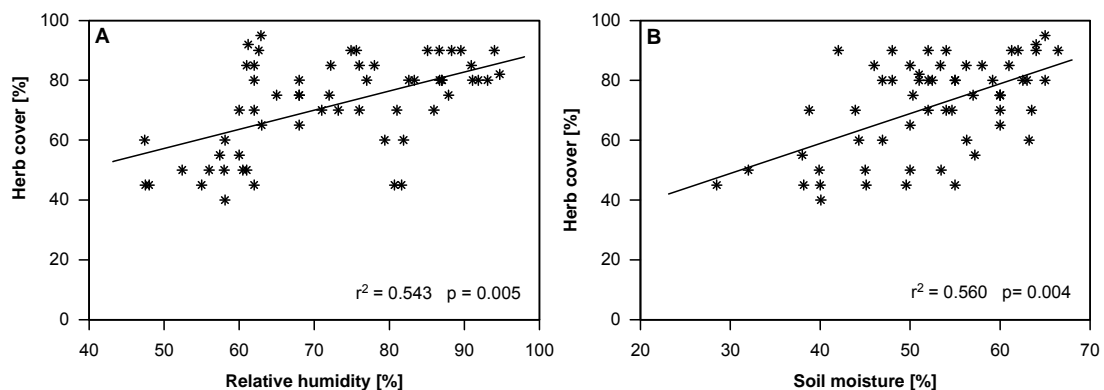 A
Herb cover [%]
100
80
60
40
20
0
r² = 0.543 p = 0.005
40 50 60 70 80 90 100
Relative humidity [%]
B
Herb cover [%]
100
80
60
40
20
0
r² = 0.560 p= 0.004
20 30 40 50 60 70
Soil moisture [%]